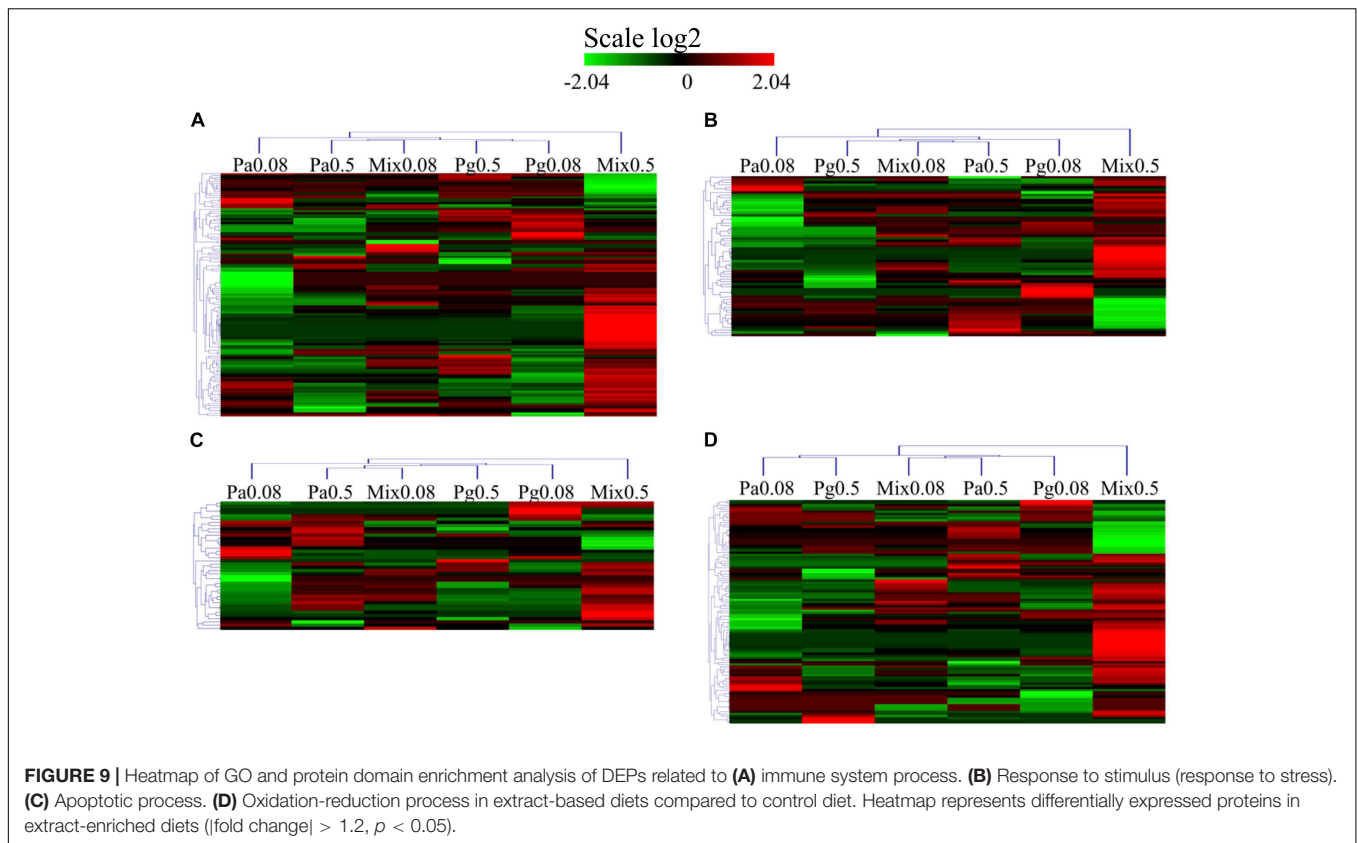 Scale log2
-2.04 0 2.04
A
Pa0.08 Pa0.5 Mix0.08 Pg0.5 Pg0.08 Mix0.5
B
Pa0.08 Pg0.5 Mix0.08 Pa0.5 Pg0.08 Mix0.5
C
Pa0.08 Pa0.5 Mix0.08 Pg0.5 Pg0.08 Mix0.5
D
Pa0.08 Pg0.5 Mix0.08 Pa0.5 Pg0.08 Mix0.5
FIGURE 9 | Heatmap of GO and protein domain enrichment analysis of DEPs related to (A) immune system process. (B) Response to stimulus (response to stress).
(C) Apoptotic process. (D) Oxidation-reduction process in extract-based diets compared to control diet. Heatmap represents differentially expressed proteins in
extract-enriched diets (|fold change| > 1.2, p < 0.05).